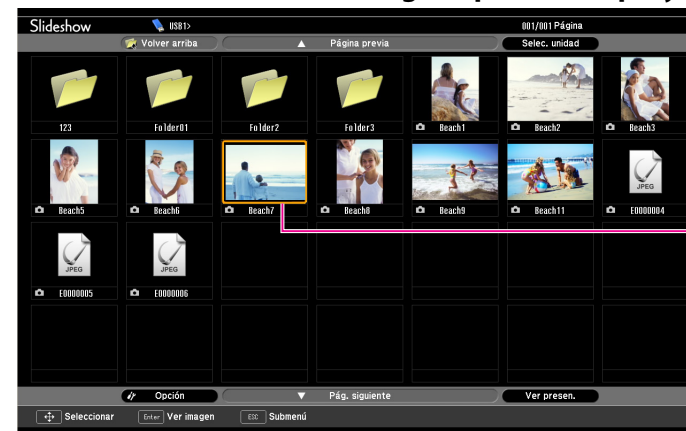 Slideshow USB1> 001/001 Página
Volver arriba ▲ Página previa Selec. unidad
123 Folder01 Folder2 Folder3 Beach1 Beach2 Beach3
JPEG
Beach5 Beach6 Beach7 Beach8 Beach9 Beach11 E0000004
JPEG JPEG
E0000005 E0000006
Opción ▼ Pág. siguiente Ver presen.
Seleccionar Enter Ver imagen ESC Submenú